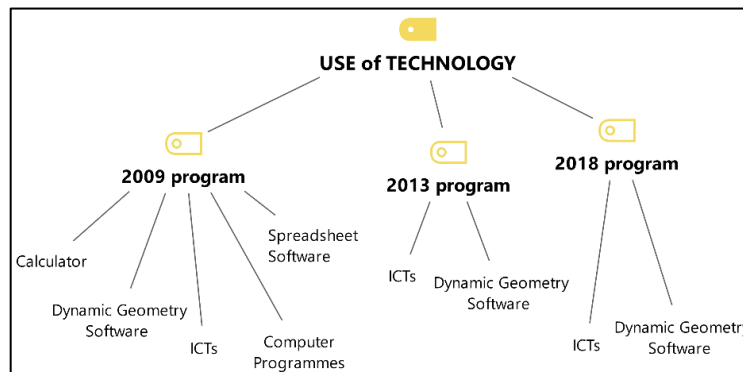 USE of TECHNOLOGY
2009 program
2013 program
2018 program
Calculator
Dynamic Geometry
Software
ICTs
Computer
Programmes
Spreadsheet
Software
ICTs
Dynamic Geometry
Software
ICTs
Dynamic Geometry
Software